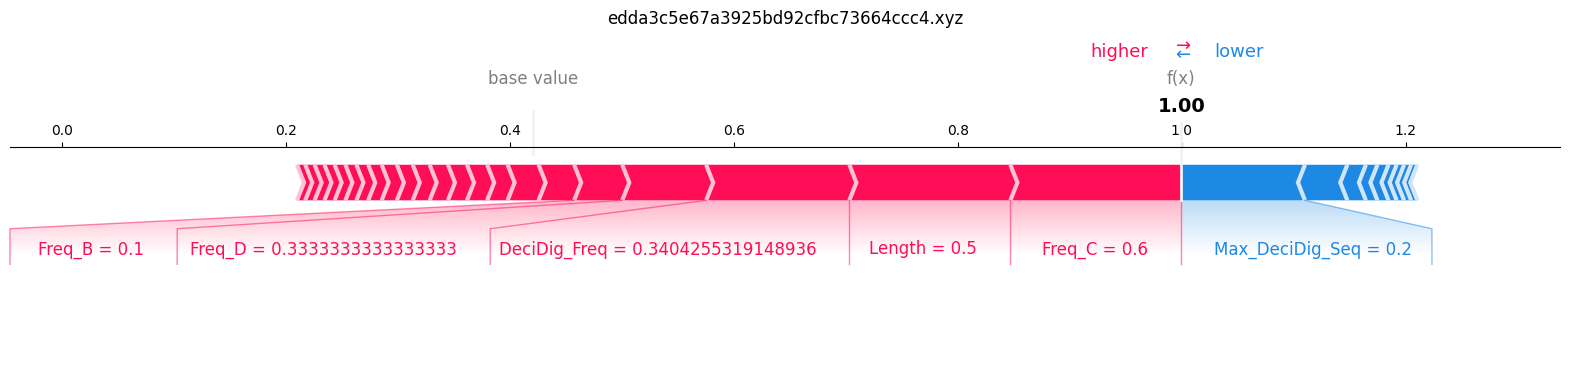 edda3c5e67a3925bd92cfbc73664ccc4.xyz
higher ⇄ lower
base value f(x)
1.00
0.0 0.2 0.4 0.6 0.8 1.0 1.2
Freq_B = 0.1 Freq_D = 0.3333333333333333 DeciDig_Freq = 0.3404255319148936 Length = 0.5 Freq_C = 0.6 Max_DeciDig_Seq = 0.2